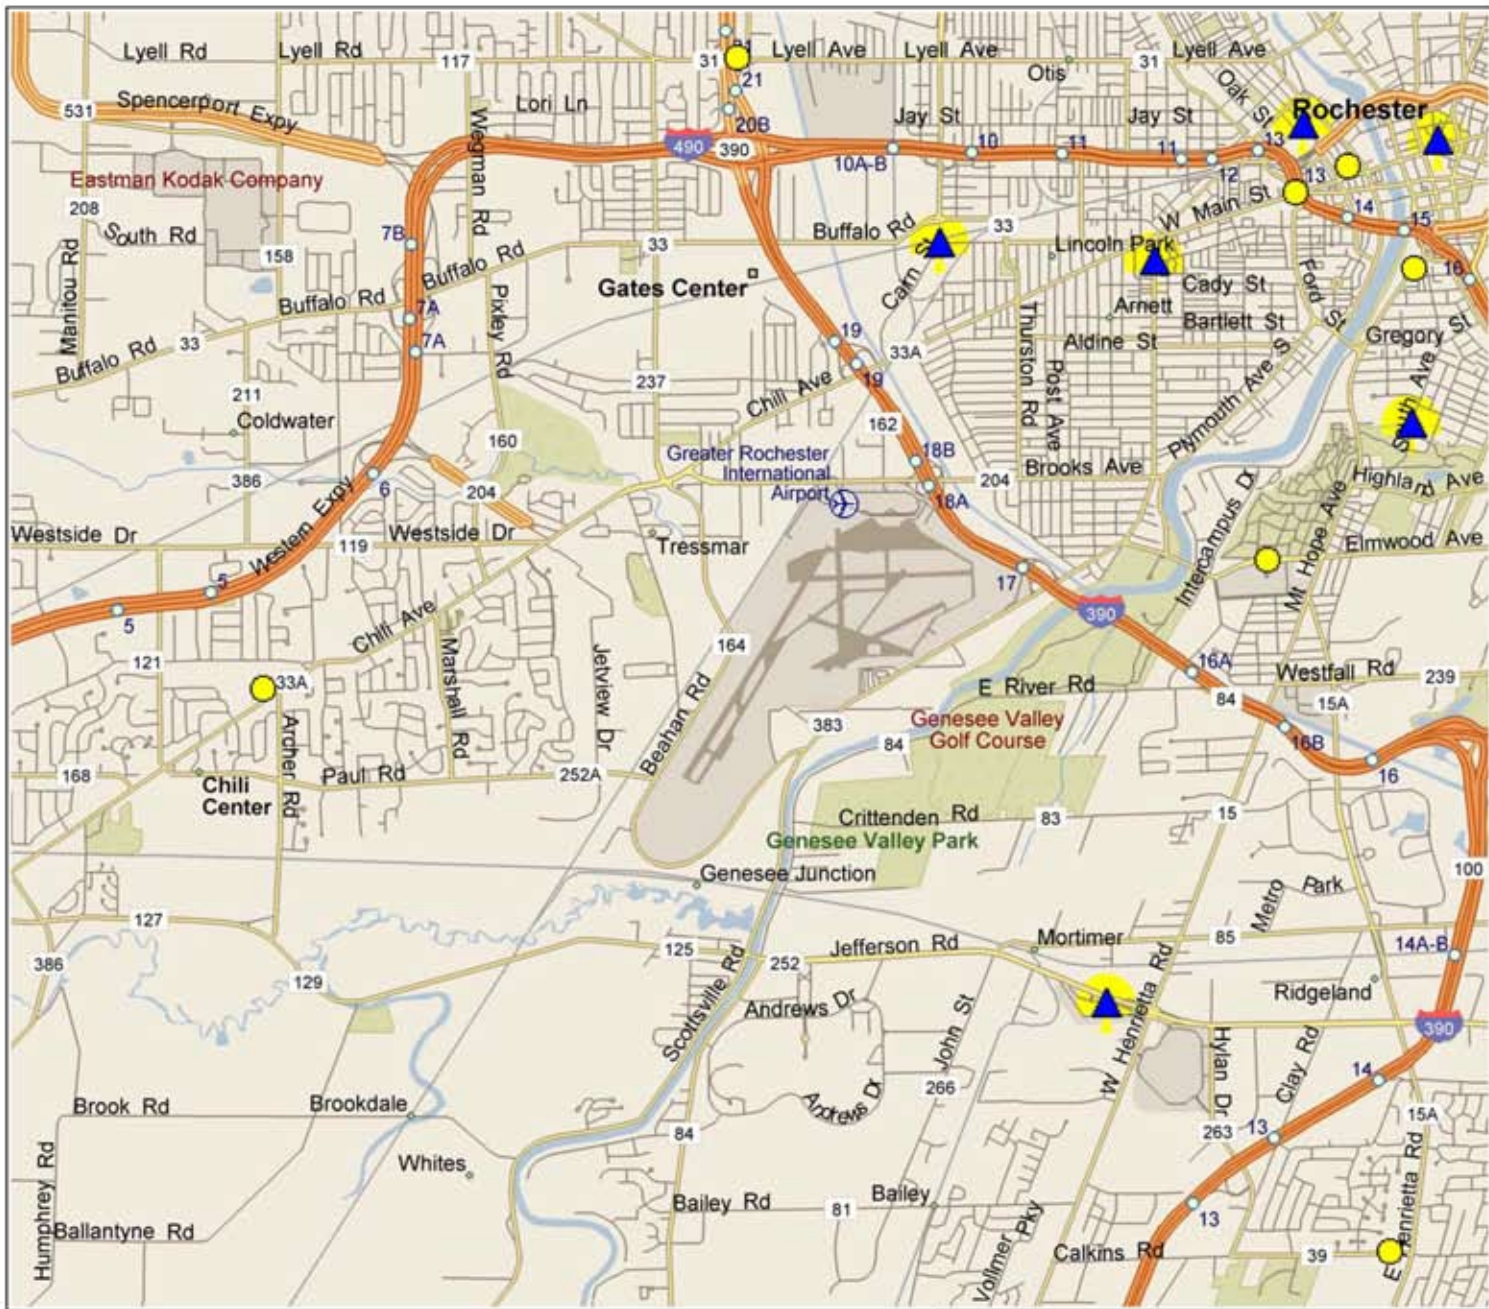 Lyell Rd
Lyell Rd
117
31
21
Lyell Ave
Lyell Ave
31
Lyell Ave
Otis
Oak St
531
Spencerport Expy
Lori Ln
Wegman Rd
21
20B
490
390
Jay St
Jay St
Rochester
10A-B
10
11
11
12
13
13
Eastman Kodak Company
208
South Rd
Manitou Rd
158
7B
Buffalo Rd
33
Buffalo Rd
33
W Main St
14
15
16
Lincoln Park
Cairn St
Gates Center
Buffalo Rd
7A
Pixley Rd
Cady St
Ford St
Arnett
Bartlett St
Gregory St
7A
Buffalo Rd
33
19
19
33A
Thurston Rd
Aldine St
Post Ave
Plymouth Ave S
South Ave
211
Coldwater
237
Chili Ave
162
160
Greater Rochester
International
Airport
18B
18A
204
Brooks Ave
Highland Ave
386
6
204
Western Expy
Intercampus Dr
Mt Hope Ave
Westside Dr
119
Westside Dr
Tressmar
Elmwood Ave
17
390
5
5
Chili Ave
Marshall Rd
Jetview Dr
164
Beahan Rd
121
33A
Archer Rd
16A
Westfall Rd
239
E River Rd
84
15A
383
Genesee Valley
Golf Course
84
16B
16
168
Chili
Center
Paul Rd
252A
Crittenden Rd
83
15
Genesee Valley Park
Genesee Junction
100
Metro Park
127
125
Scottsville Rd
252
Jefferson Rd
Mortimer
85
14A-B
386
129
Andrews Dr
John St
W Henrietta Rd
Ridgeland
390
Hylan Dr
Clay Rd
14
266
Andrews Dr
Brook Rd
Brookdale
84
263
13
15A
Whites
Humphrey Rd
Bailey Rd
81
Bailey
13
Vollmer Pky
Ballantyne Rd
Calkins Rd
39
E Henrietta Rd